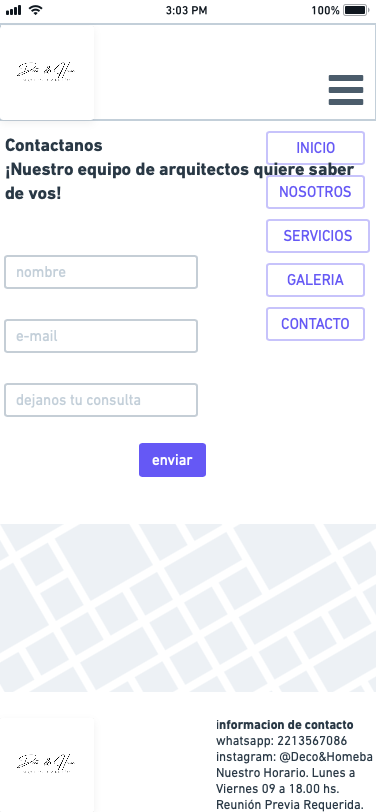 3:03 PM
100%
Contactanos
¡Nuestro equipo de arquitectos quiere saber
de vos!
INICIO
NOSOTROS
SERVICIOS
GALERIA
CONTACTO
nombre
e-mail
dejanos tu consulta
enviar
informacion de contacto
whatsapp: 2213567086
instagram: @Deco&Homeba
Nuestro Horario. Lunes a
Viernes 09 a 18.00 hs.
Reunión Previa Requerida.